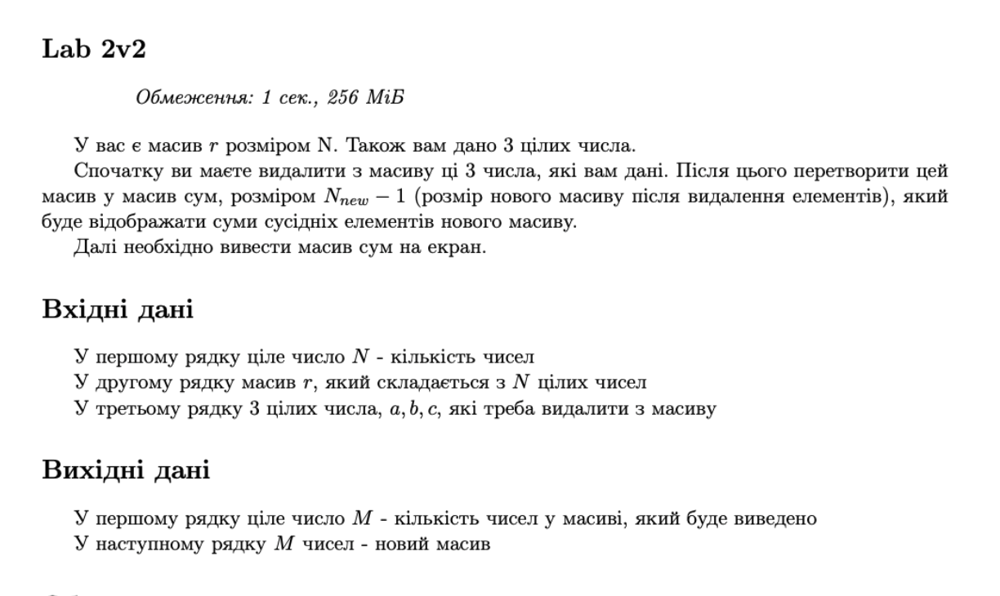 Lab 2v2
Обмеження: 1 сек., 256 МіБ
У вас є масив r розміром N. Також вам дано 3 цілих числа.
Спочатку ви маєте видалити з масиву ці 3 числа, які вам дані. Після цього перетворити цей
масив у масив сум, розміром N_new − 1 (розмір нового масиву після видалення елементів), який
буде відображати суми сусідніх елементів нового масиву.
Далі необхідно вивести масив сум на екран.
Вхідні дані
У першому рядку ціле число N - кількість чисел
У другому рядку масив r, який складається з N цілих чисел
У третьому рядку 3 цілих числа, a, b, c, які треба видалити з масиву
Вихідні дані
У першому рядку ціле число M - кількість чисел у масиві, який буде виведено
У наступному рядку M чисел - новий масив